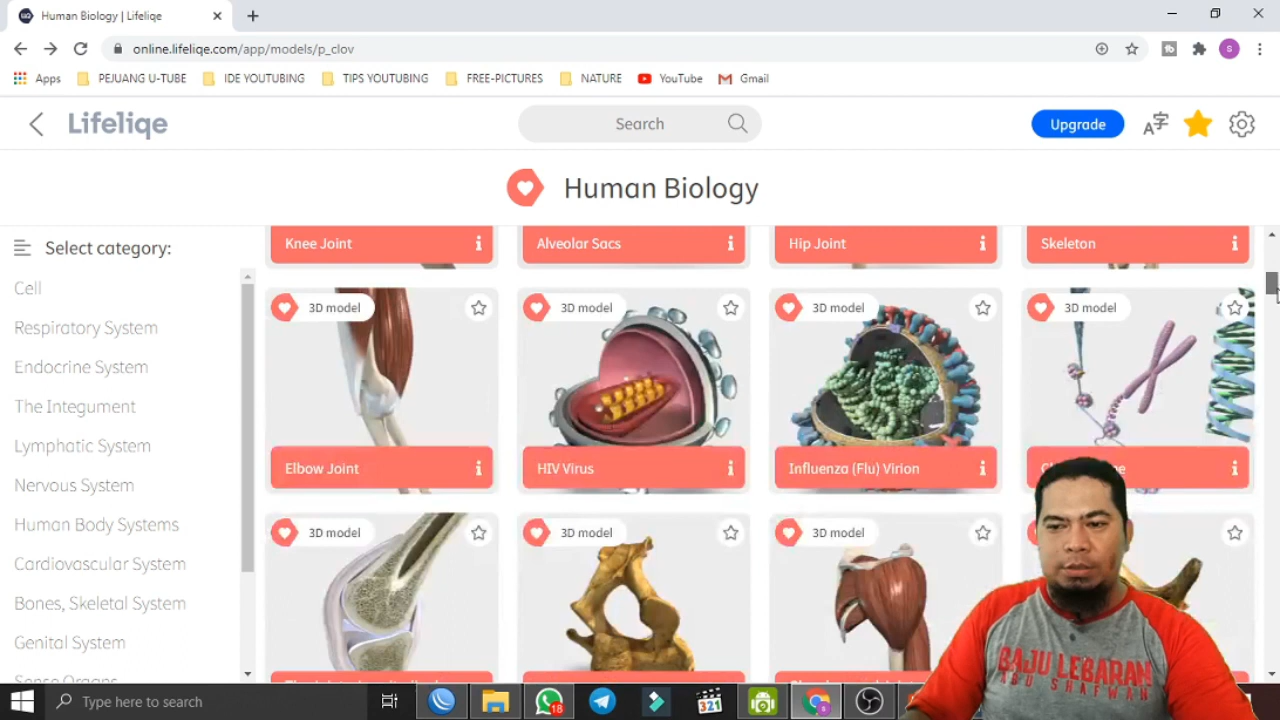 Human Biology | Lifeliqe
online.lifeliqe.com/app/models/p_clov
Apps PEJUANG U-TUBE IDE YOUTUBING TIPS YOUTUBING FREE-PICTURES NATURE YouTube Gmail
Lifeliqe Search Upgrade
Human Biology
Select category:
Cell
Respiratory System
Endocrine System
The Integument
Lymphatic System
Nervous System
Human Body Systems
Cardiovascular System
Bones, Skeletal System
Genital System
Knee Joint Alveolar Sacs Hip Joint Skeleton
3D model 3D model 3D model 3D model
Elbow Joint HIV Virus Influenza (Flu) Virion
3D model 3D model 3D model
BAJU LEBARAN
ABU SHAFWAN
Type here to search
18
321